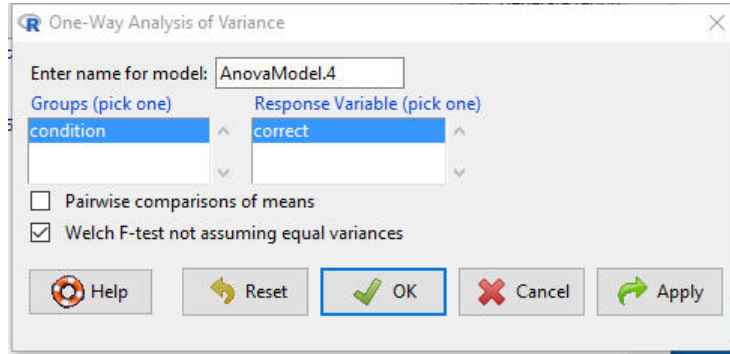 One-Way Analysis of Variance
Enter name for model: AnovaModel.4
Groups (pick one) Response Variable (pick one)
condition correct
Pairwise comparisons of means
Welch F-test not assuming equal variances
Help Reset OK Cancel Apply